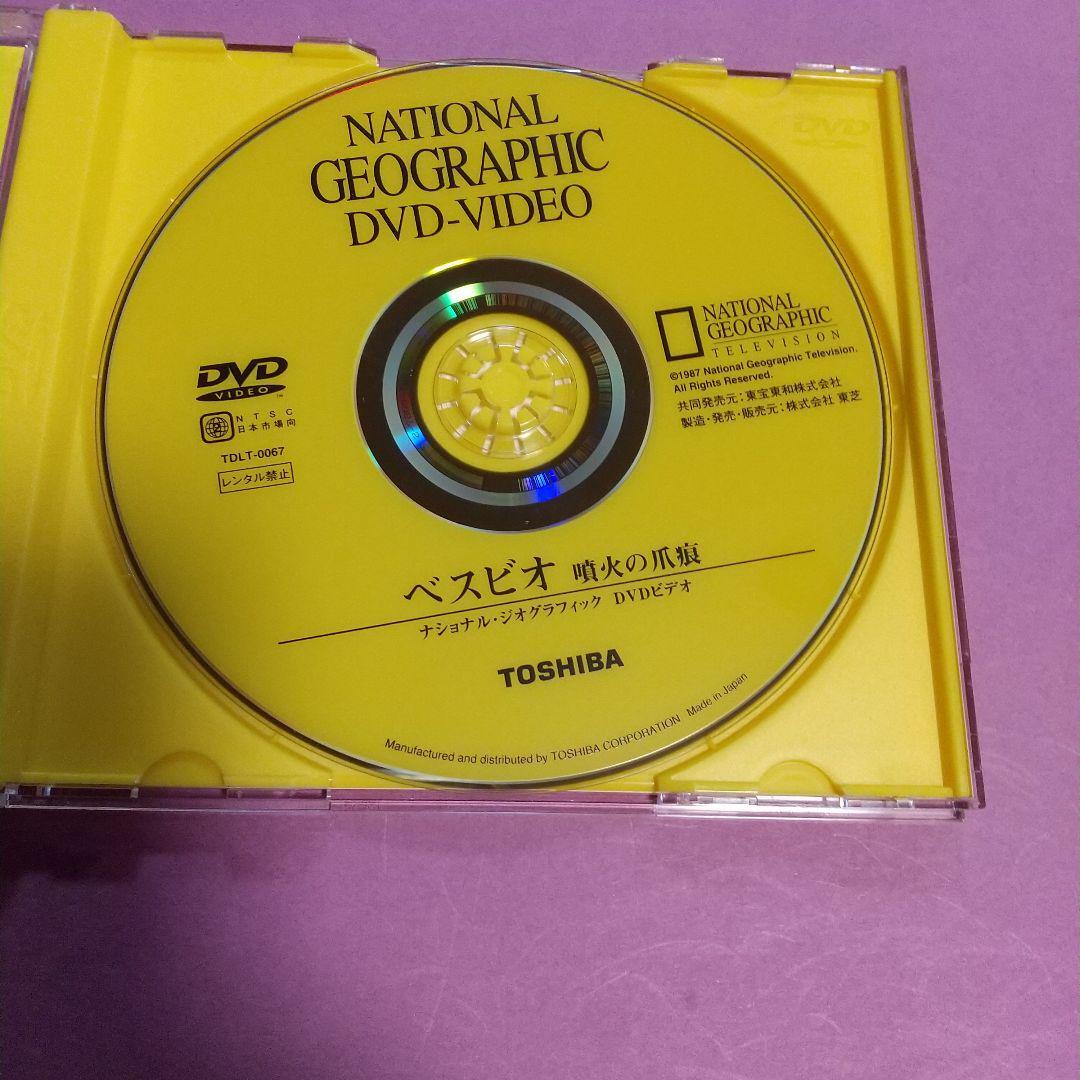 NATIONAL
GEOGRAPHIC
DVD-VIDEO
DVD
DVD
VIDEO
TM
2
NTSC
日本市場向
TDLT-0067
レンタル禁止
NATIONAL
GEOGRAPHIC
TELEVISION
©1987 National Geographic Television.
All Rights Reserved.
共同発売元：東宝東和株式会社
製造・発売・販売元：株式会社 東芝
ベスビオ 噴火の爪痕
ナショナル・ジオグラフィック DVDビデオ
TOSHIBA
Manufactured and distributed by TOSHIBA CORPORATION Made in Japan